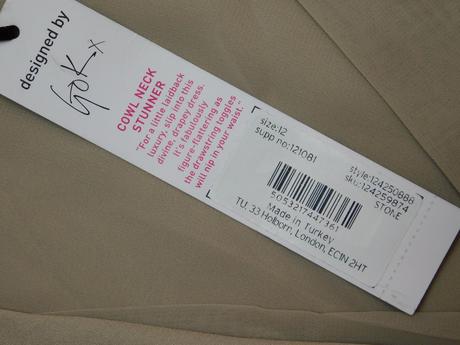 designed by
GOK x
COWL NECK
STUNNER
"For a little laidback
luxury, slip into this
divine, drapey dress.
It's fabulously
figure-flattering as
the drawstring toggles
will nip in your waist."
size:12
supp no:121081
style:124250888
sku:124259874
STONE
5053217447361
Made in Turkey
TU, 33 Holborn, London, EC1N 2HT